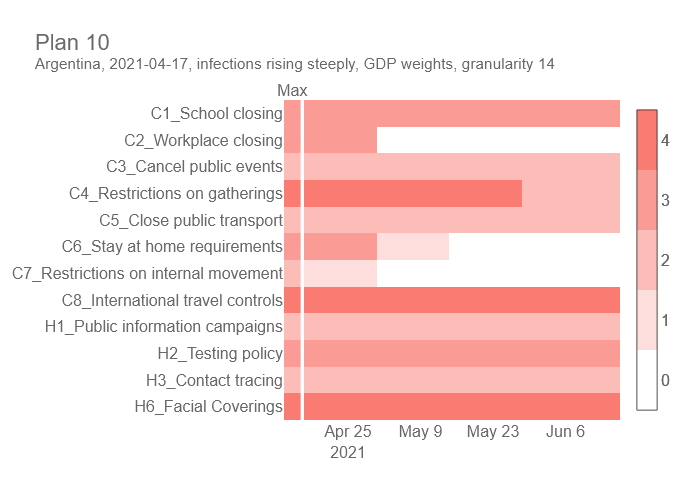 Plan 10
Argentina, 2021-04-17, infections rising steeply, GDP weights, granularity 14
Max
C1_School closing
C2_Workplace closing
C3_Cancel public events
C4_Restrictions on gatherings
C5_Close public transport
C6_Stay at home requirements
C7_Restrictions on internal movement
C8_International travel controls
H1_Public information campaigns
H2_Testing policy
H3_Contact tracing
H6_Facial Coverings
4
3
2
1
0
Apr 25 May 9 May 23 Jun 6
2021